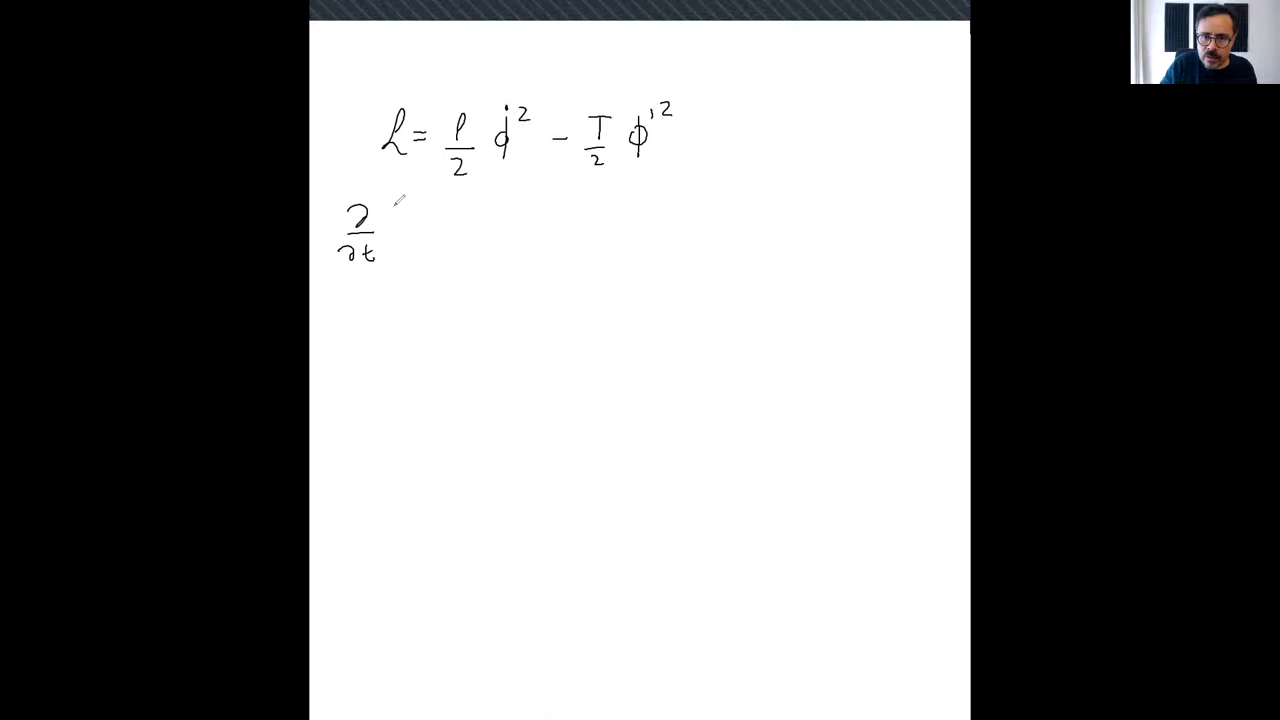 ℒ = ρ/2 ϕ̇² − T/2 ϕ'²
∂/∂t